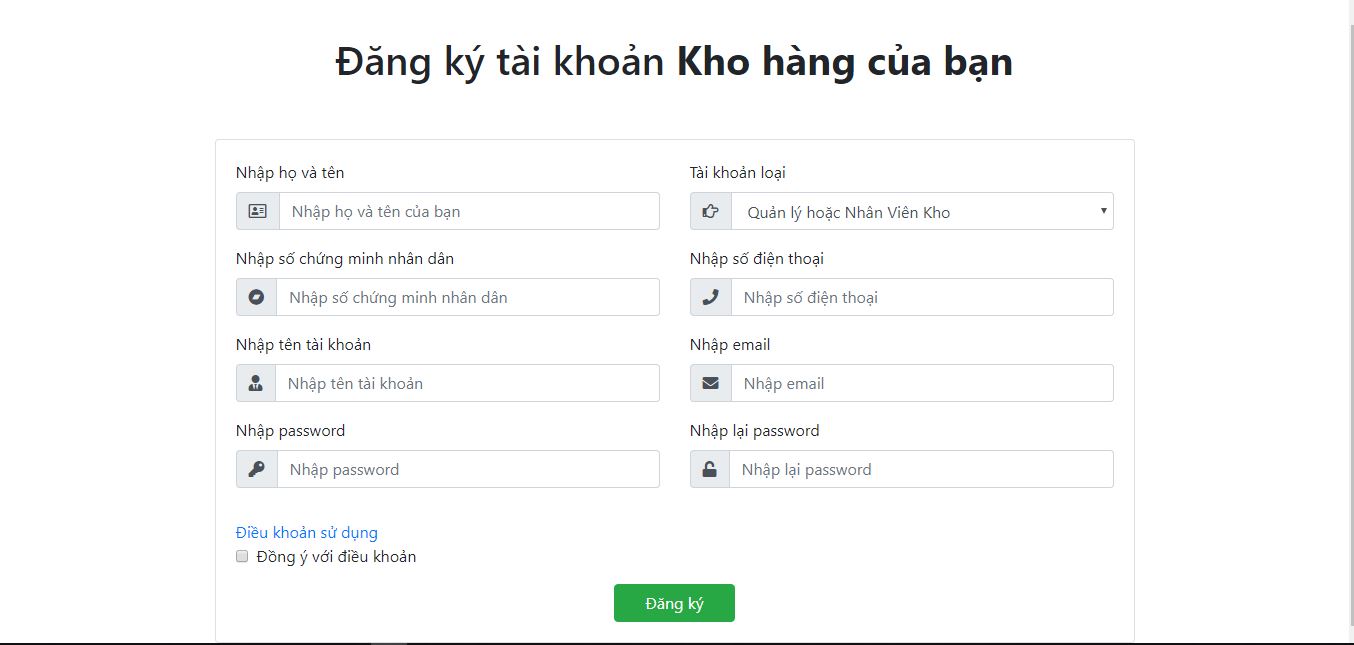 Đăng ký tài khoản Kho hàng của bạn
Nhập họ và tên
Tài khoản loại
Nhập họ và tên của bạn
Quản lý hoặc Nhân Viên Kho
Nhập số chứng minh nhân dân
Nhập số điện thoại
Nhập số chứng minh nhân dân
Nhập số điện thoại
Nhập tên tài khoản
Nhập email
Nhập tên tài khoản
Nhập email
Nhập password
Nhập lại password
Nhập password
Nhập lại password
Điều khoản sử dụng
Đồng ý với điều khoản
Đăng ký